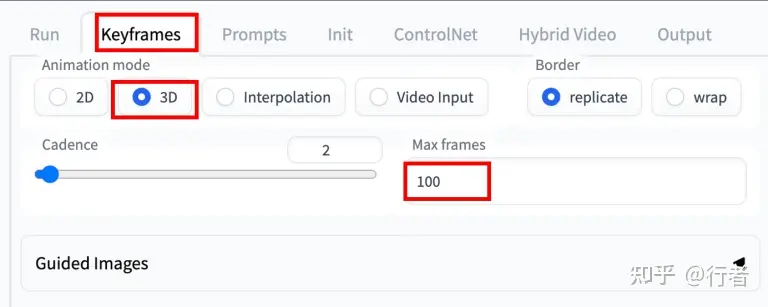 Run Keyframes Prompts Init ControlNet Hybrid Video Output
Animation mode Border
2D 3D Interpolation Video Input replicate wrap
Cadence 2 Max frames
100
Guided Images
知乎 @行者